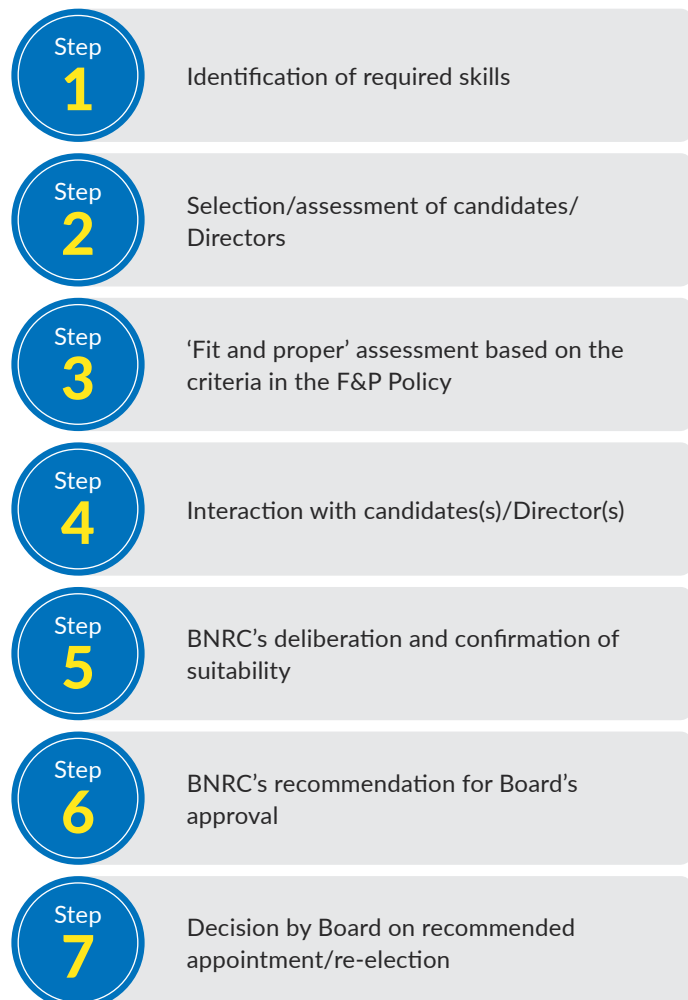 Step
1
Identification of required skills
Step
2
Selection/assessment of candidates/
Directors
Step
3
‘Fit and proper’ assessment based on the
criteria in the F&P Policy
Step
4
Interaction with candidates(s)/Director(s)
Step
5
BNRC’s deliberation and confirmation of
suitability
Step
6
BNRC’s recommendation for Board’s
approval
Step
7
Decision by Board on recommended
appointment/re-election